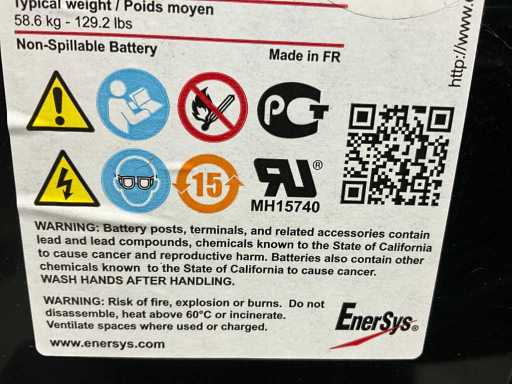 Typical weight / Poids moyen
58.6 kg - 129.2 lbs
Non-Spillable Battery
Made in FR
http://www.e
15
®
MH15740
WARNING: Battery posts, terminals, and related accessories contain
lead and lead compounds, chemicals known to the State of California
to cause cancer and reproductive harm. Batteries also contain other
chemicals known to the State of California to cause cancer.
WASH HANDS AFTER HANDLING.
WARNING: Risk of fire, explosion or burns. Do not
disassemble, heat above 60°C or incinerate.
Ventilate spaces where used or charged.
EnerSys®
www.enersys.com